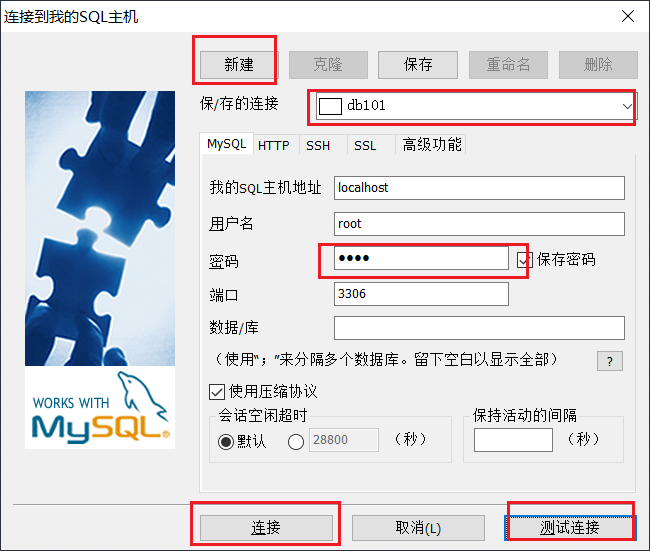 连接到我的SQL主机
新建 克隆 保存 重命名 删除
保/存的连接 db101
MySQL HTTP SSH SSL 高级功能
我的SQL主机地址 localhost
用户名 root
密码 ●●●● 保存密码
端口 3306
数据/库
（使用“；”来分隔多个数据库。留下空白以显示全部） ?
使用压缩协议
会话空闲超时 保持活动的间隔
默认 28800 （秒） （秒）
WORKS WITH
MySQL®
连接 取消(L) 测试连接